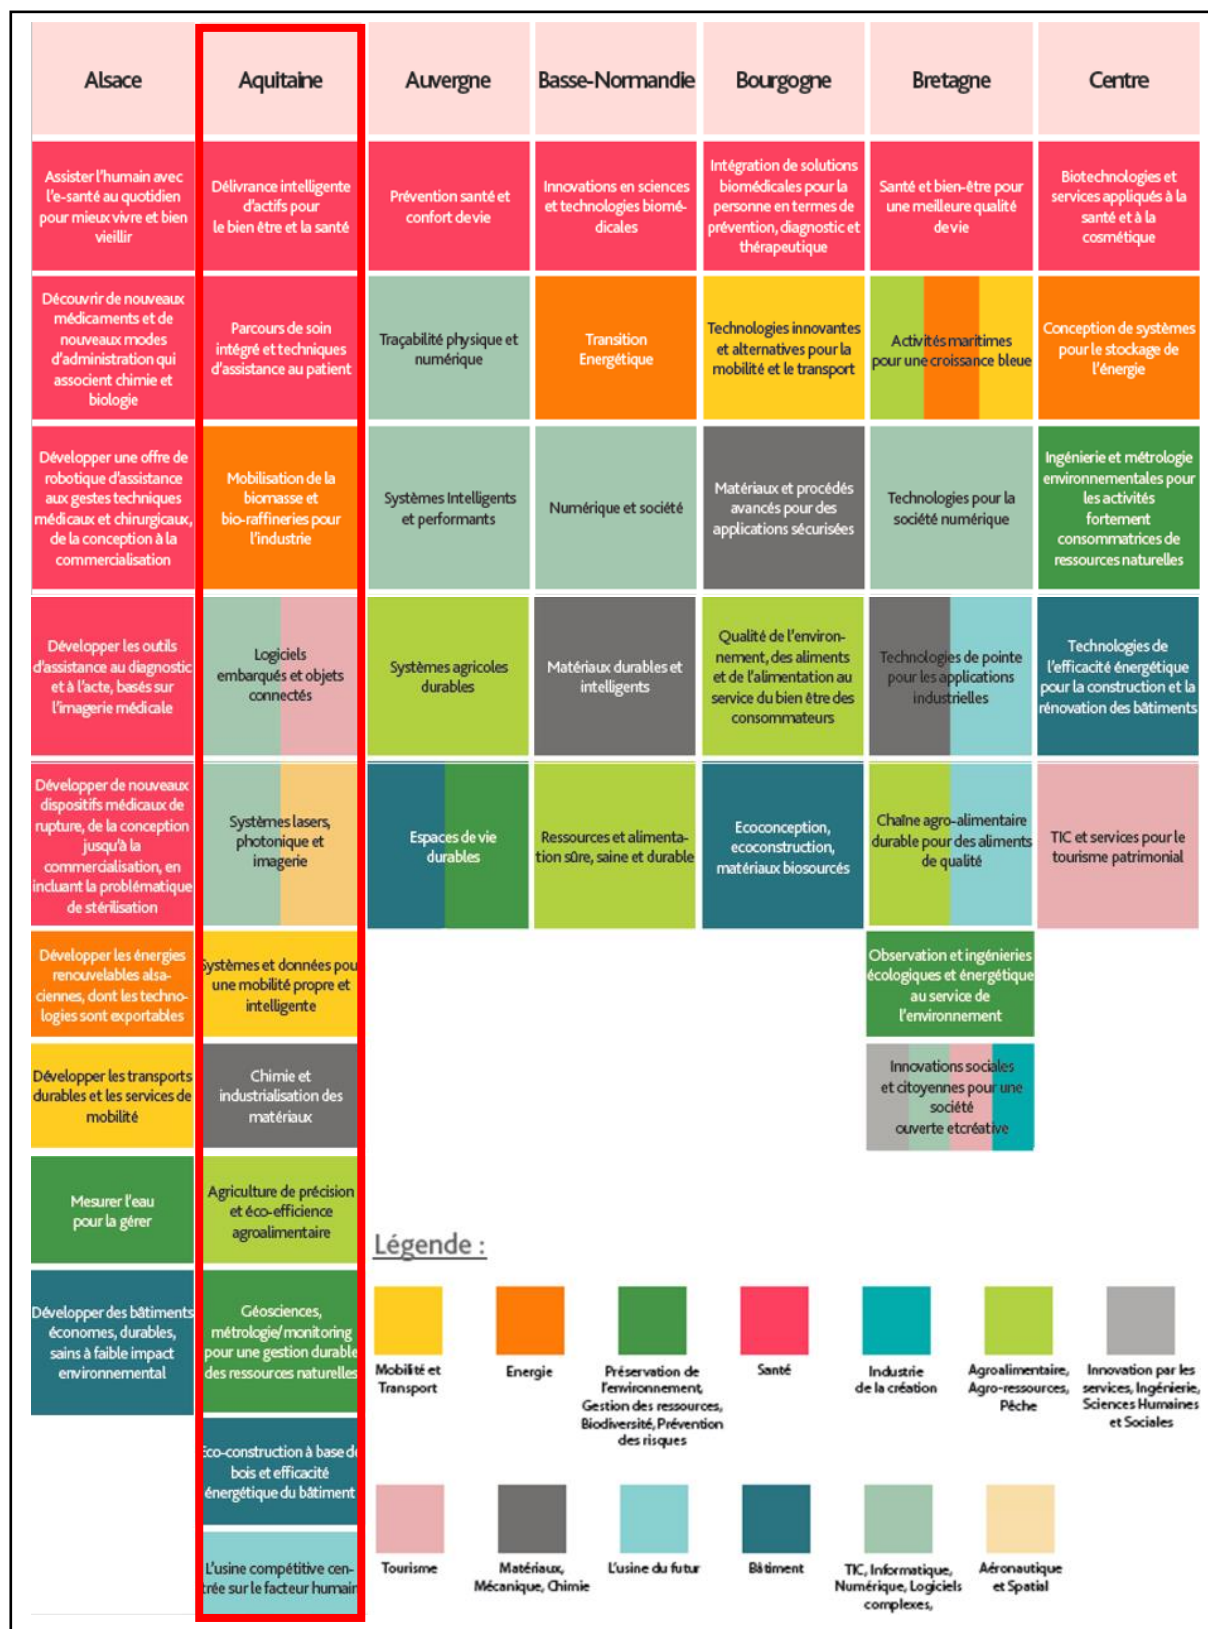 Alsace
Aquitaine
Auvergne
Basse-Normandie
Bourgogne
Bretagne
Centre
Assister l'humain avec
l'e-santé au quotidien
pour mieux vivre et bien
vieillir
Délivrance intelligente
d'actifs pour
le bien être et la santé
Prévention santé et
confort de vie
Innovations en sciences
et technologies biomé-
dicales
Intégration de solutions
biomédicales pour la
personne en termes de
prévention, diagnostic et
thérapeutique
Santé et bien-être pour
une meilleure qualité
de vie
Biotechnologies et
services appliqués à la
santé et à la
cosmétique
Découvrir de nouveaux
médicaments et de
nouveaux modes
d'administration qui
associent chimie et
biologie
Parcours de soin
intégré et techniques
d'assistance au patient
Traçabilité physique et
numérique
Transition
Energétique
Technologies innovantes
et alternatives pour la
mobilité et le transport
Activités maritimes
pour une croissance bleue
Conception de systèmes
pour le stockage de
l'énergie
Développer une offre de
robotique d'assistance
aux gestes techniques
médicaux et chirurgicaux,
de la conception à la
commercialisation
Mobilisation de la
biomasse et
bio-raffineries pour
l'industrie
Systèmes Intelligents
et performants
Numérique et société
Matériaux et procédés
avancés pour des
applications sécurisées
Technologies pour la
société numérique
Ingénierie et métrologie
environnementales pour
les activités
fortement
consommatrices de
ressources naturelles
Développer les outils
d'assistance au diagnostic
et à l'acte, basés sur
l'imagerie médicale
Logiciels
embarqués et objets
connectés
Systèmes agricoles
durables
Matériaux durables et
intelligents
Qualité de l'environ-
nement, des aliments
et de l'alimentation au
service du bien être des
consommateurs
Technologies de pointe
pour les applications
industrielles
Technologies de
l'efficacité énergétique
pour la construction et la
rénovation des bâtiments
Développer de nouveaux
dispositifs médicaux de
rupture, de la conception
jusqu'à la
commercialisation, en
incluant la problématique
de stérilisation
Systèmes lasers,
photonique et
imagerie
Espaces de vie
durables
Ressources et alimenta-
tion sûre, saine et durable
Ecoconception,
ecoconstruction,
matériaux biosourcés
Chaîne agro-alimentaire
durable pour des aliments
de qualité
TIC et services pour le
tourisme patrimonial
Développer les énergies
renouvelables alsa-
ciennes, dont les techno-
logies sont exportables
Systèmes et données pour
une mobilité propre et
intelligente
Observation et ingénieries
écologiques et énergétique
au service de
l'environnement
Développer les transports
durables et les services de
mobilité
Chimie et
industrialisation des
matériaux
Innovations sociales
et citoyennes pour une
société
ouverte etcréative
Mesurer l'eau
pour la gérer
Agriculture de précision
et éco-efficience
agroalimentaire
Développer des bâtiments
économes, durables,
sains à faible impact
environnemental
Géosciences,
métrologie/monitoring
pour une gestion durable
des ressources naturelles
Eco-construction à base de
bois et efficacité
énergétique du bâtiment
L'usine compétitive cen-
trée sur le facteur humain
Légende :
Mobilité et
Transport
Energie
Préservation de
l'environnement,
Gestion des ressources,
Biodiversité, Prévention
des risques
Santé
Industrie
de la création
Agroalimentaire,
Agro-ressources,
Pêche
Innovation par les
services, Ingénierie,
Sciences Humaines
et Sociales
Tourisme
Matériaux,
Mécanique, Chimie
L'usine du futur
Bâtiment
TIC, Informatique,
Numérique, Logiciels
complexes,
Aéronautique
et Spatial